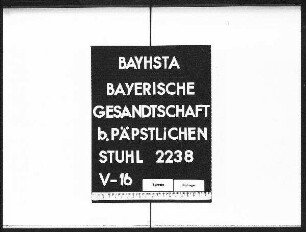 BAYHSTA
BAYERISCHE
GESANDTSCHAFT
b. PÄPSTLICHEN
STUHL 2238
V-16